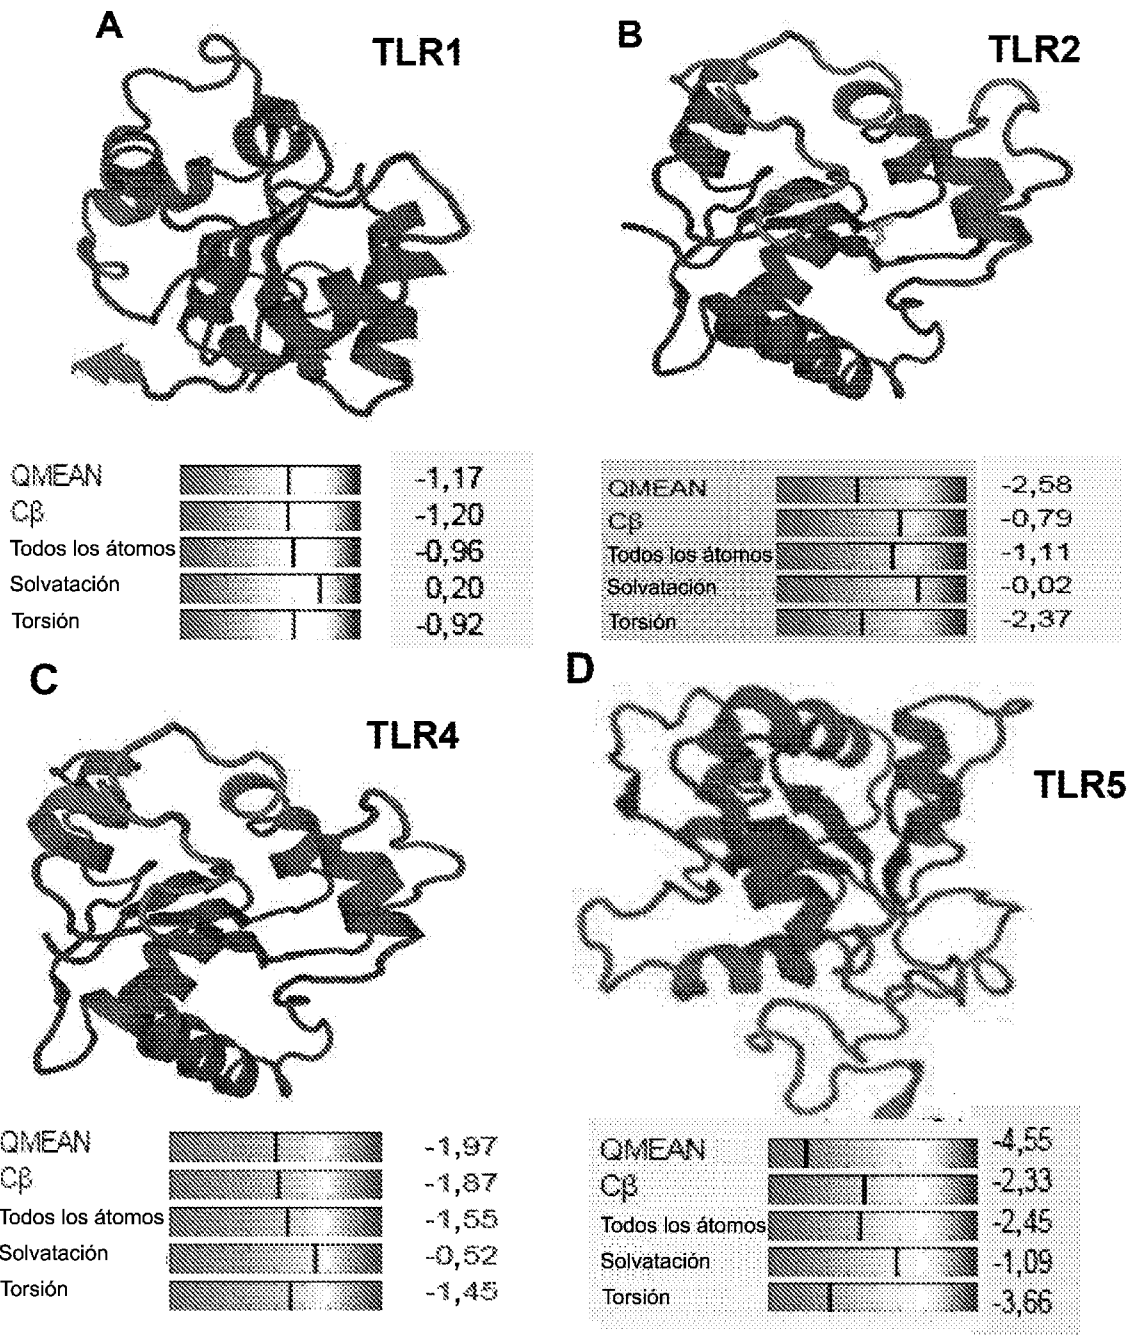 A
TLR1
QMEAN -1,17
Cβ -1,20
Todos los átomos -0,96
Solvatación 0,20
Torsión -0,92
B
TLR2
QMEAN -2,58
Cβ -0,79
Todos los átomos -1,11
Solvatación -0,02
Torsión -2,37
C
TLR4
QMEAN -1,97
Cβ -1,87
Todos los átomos -1,55
Solvatación -0,52
Torsión -1,45
D
TLR5
QMEAN -4,55
Cβ -2,33
Todos los átomos -2,45
Solvatación -1,09
Torsión -3,66